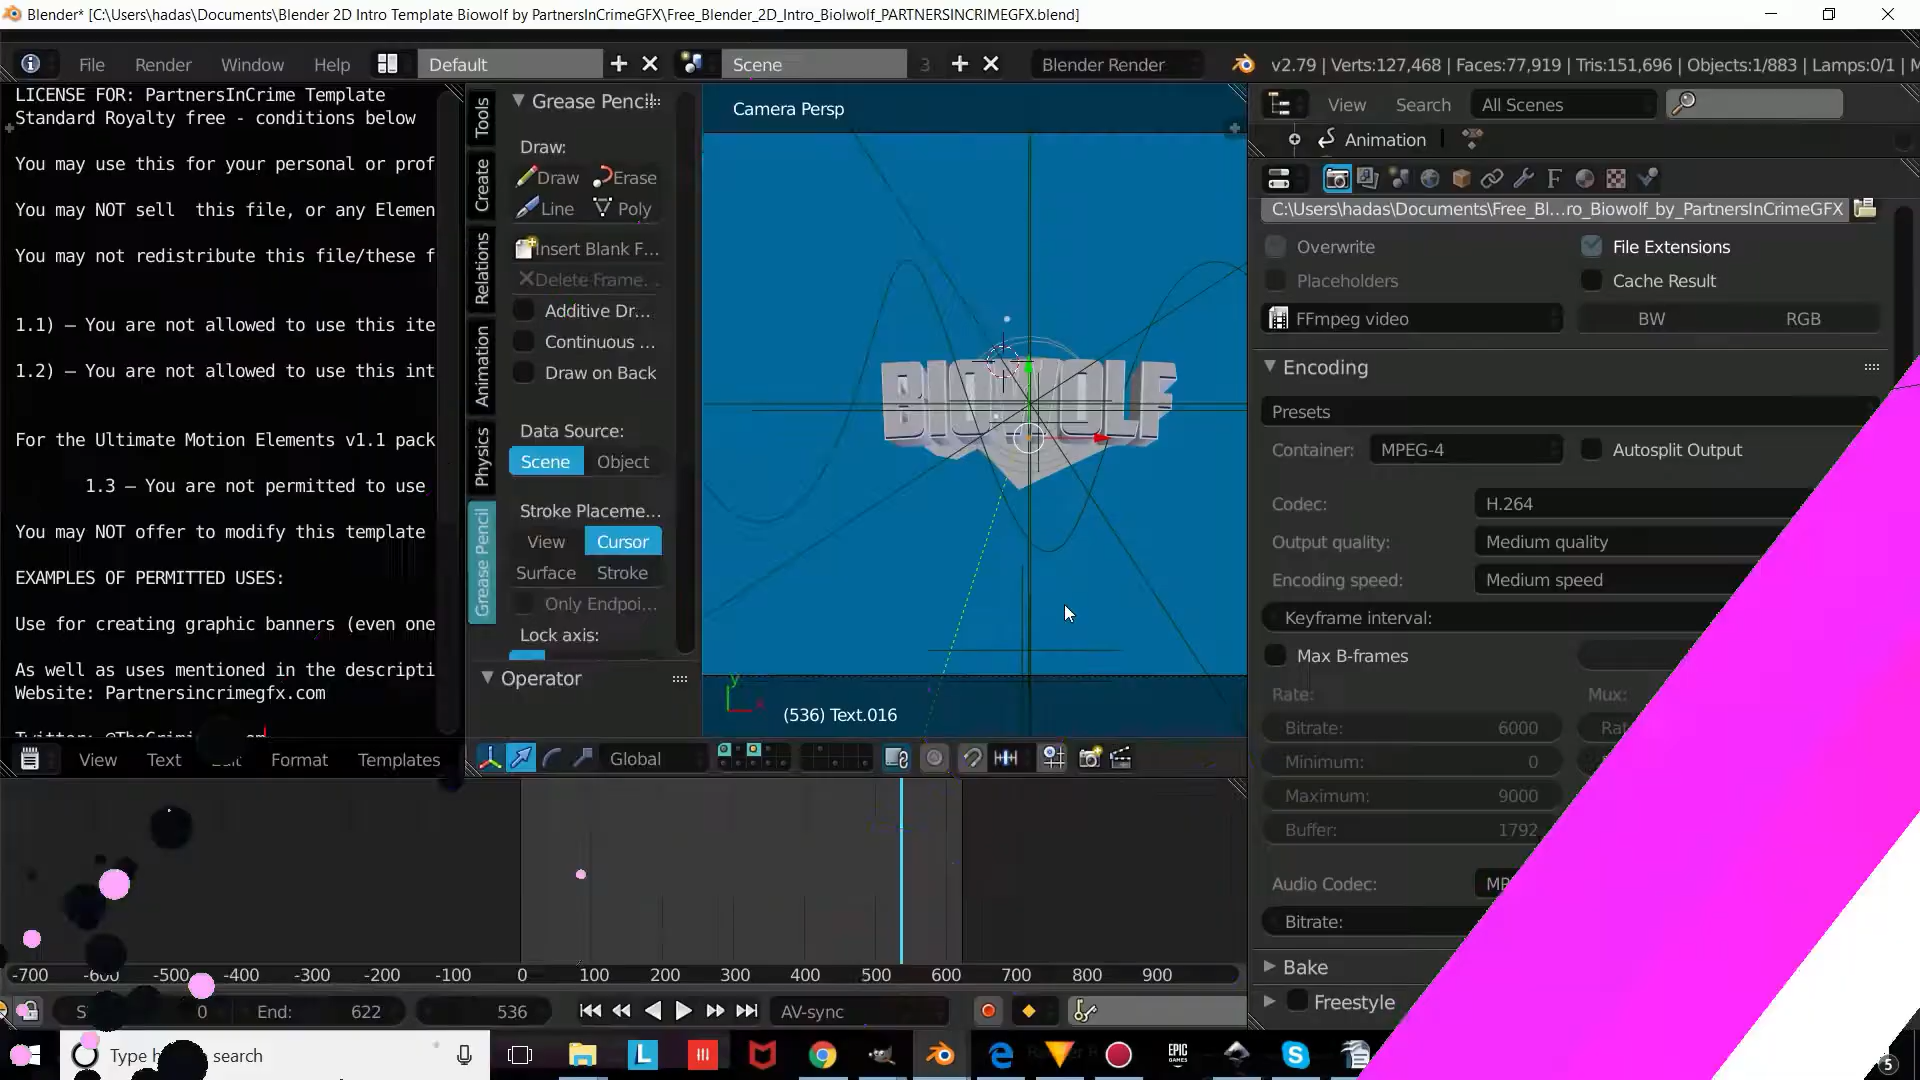 Blender* [C:\Users\hadas\Documents\Blender 2D Intro Template Biowolf by PartnersInCrimeGFX\Free_Blender_2D_Intro_Biolwolf_PARTNERSINCRIMEGFX.blend]
File Render Window Help Default Scene 3 Blender Render v2.79 | Verts:127,468 | Faces:77,919 | Tris:151,696 | Objects:1/883 | Lamps:0/1 | M
LICENSE FOR: PartnersInCrime Template
Standard Royalty free - conditions below
You may use this for your personal or prof
You may NOT sell  this file, or any Elemen
You may not redistribute this file/these f
1.1) – You are not allowed to use this ite
1.2) – You are not allowed to use this int
For the Ultimate Motion Elements v1.1 pack
1.3 – You are not permitted to use
You may NOT offer to modify this template
EXAMPLES OF PERMITTED USES:
Use for creating graphic banners (even one
As well as uses mentioned in the descripti
Website: Partnersincrimegfx.com
View Text Edit Format Templates
Tools
Create
Relations
Animation
Physics
Grease Pencil
Grease Pencil
Draw:
Draw Erase
Line Poly
Insert Blank F...
Delete Frame...
Additive Dr...
Continuous ...
Draw on Back
Data Source:
Scene Object
Stroke Placeme...
View Cursor
Surface Stroke
Only Endpoi...
Lock axis:
Operator
Camera Persp
BIOWOLF
y
x
(536) Text.016
Global
View Search All Scenes
Animation
C:\Users\hadas\Documents\Free_Bl...ro_Biowolf_by_PartnersInCrimeGFX
Overwrite File Extensions
Placeholders Cache Result
FFmpeg video BW RGB
Encoding
Presets
Container: MPEG-4 Autosplit Output
Codec: H.264
Output quality: Medium quality
Encoding speed: Medium speed
Keyframe interval:
Max B-frames
Rate: Mux:
Bitrate: 6000
Minimum: 0
Maximum: 9000
Buffer: 1792
Audio Codec: MP
Bitrate:
Bake
Freestyle
-700 -600 -500 -400 -300 -200 -100 0 100 200 300 400 500 600 700 800 900
S 0 End: 622 536 AV-sync
search
EPIC GAMES
5